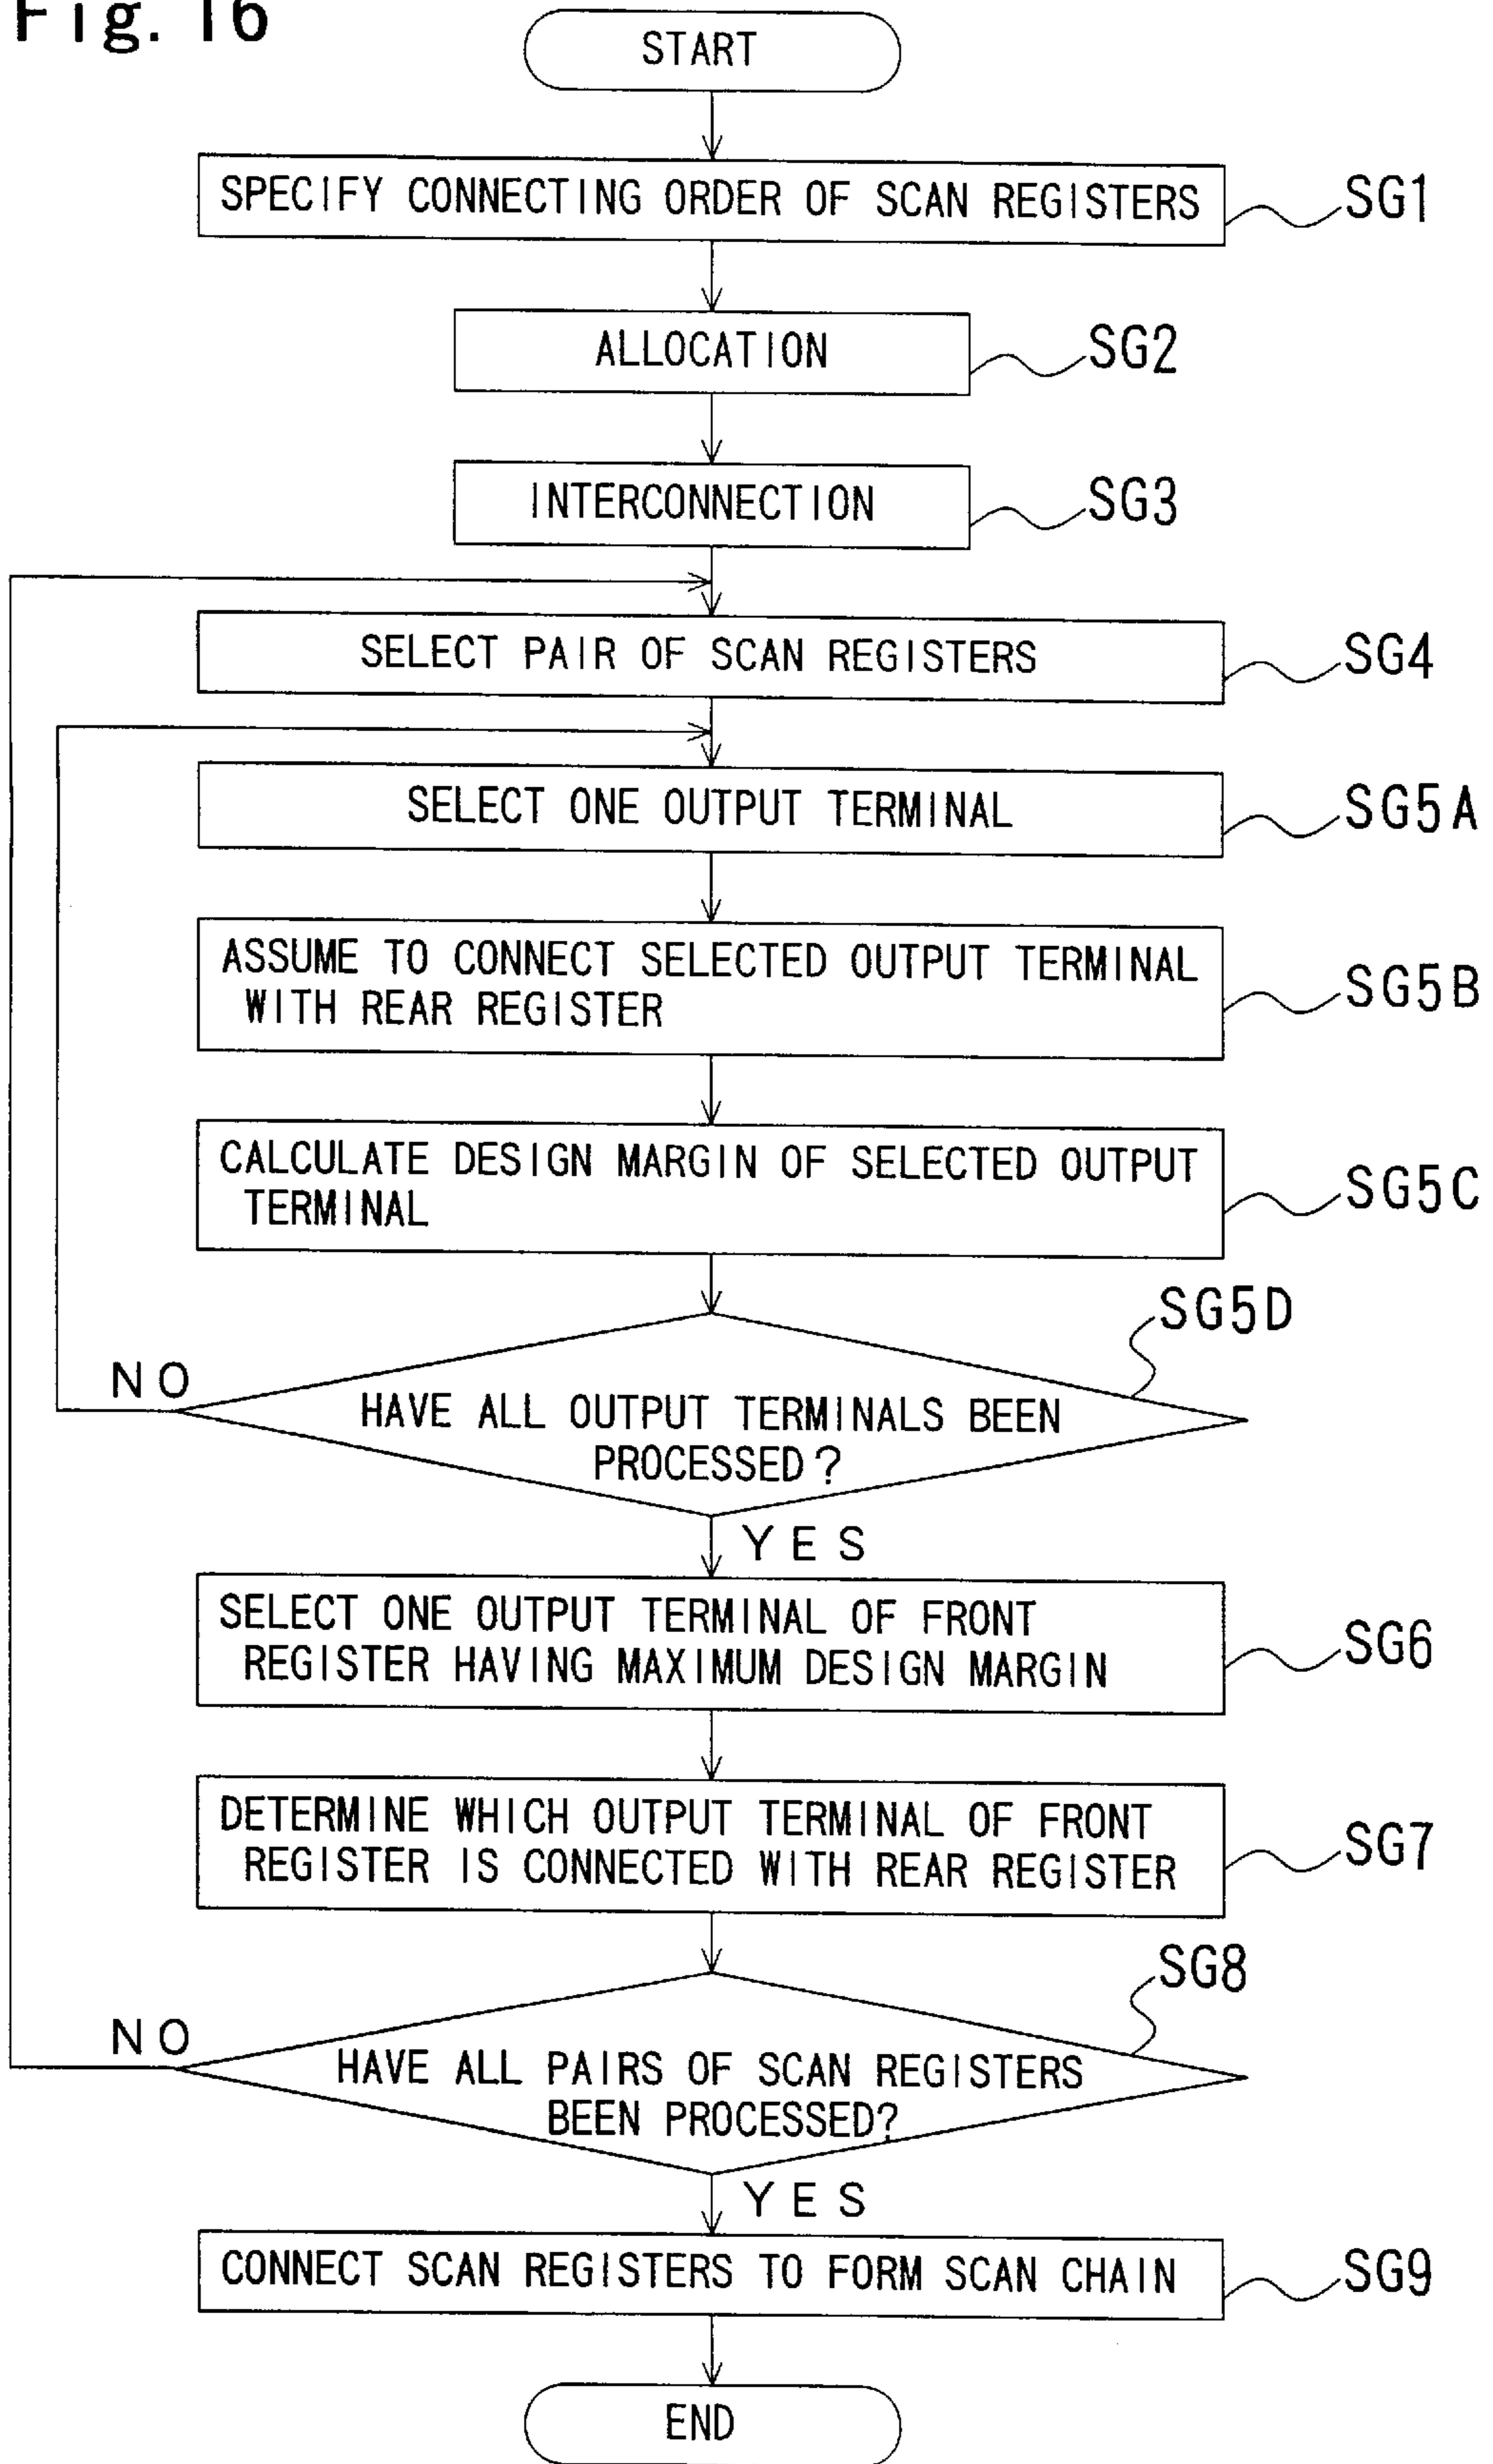 Fig. 16
START
SPECIFY CONNECTING ORDER OF SCAN REGISTERS
SG1
ALLOCATION
SG2
INTERCONNECTION
SG3
SELECT PAIR OF SCAN REGISTERS
SG4
SELECT ONE OUTPUT TERMINAL
SG5A
ASSUME TO CONNECT SELECTED OUTPUT TERMINAL
WITH REAR REGISTER
SG5B
CALCULATE DESIGN MARGIN OF SELECTED OUTPUT
TERMINAL
SG5C
SG5D
NO
HAVE ALL OUTPUT TERMINALS BEEN
PROCESSED?
YES
SELECT ONE OUTPUT TERMINAL OF FRONT
REGISTER HAVING MAXIMUM DESIGN MARGIN
SG6
DETERMINE WHICH OUTPUT TERMINAL OF FRONT
REGISTER IS CONNECTED WITH REAR REGISTER
SG7
SG8
NO
HAVE ALL PAIRS OF SCAN REGISTERS
BEEN PROCESSED?
YES
CONNECT SCAN REGISTERS TO FORM SCAN CHAIN
SG9
END